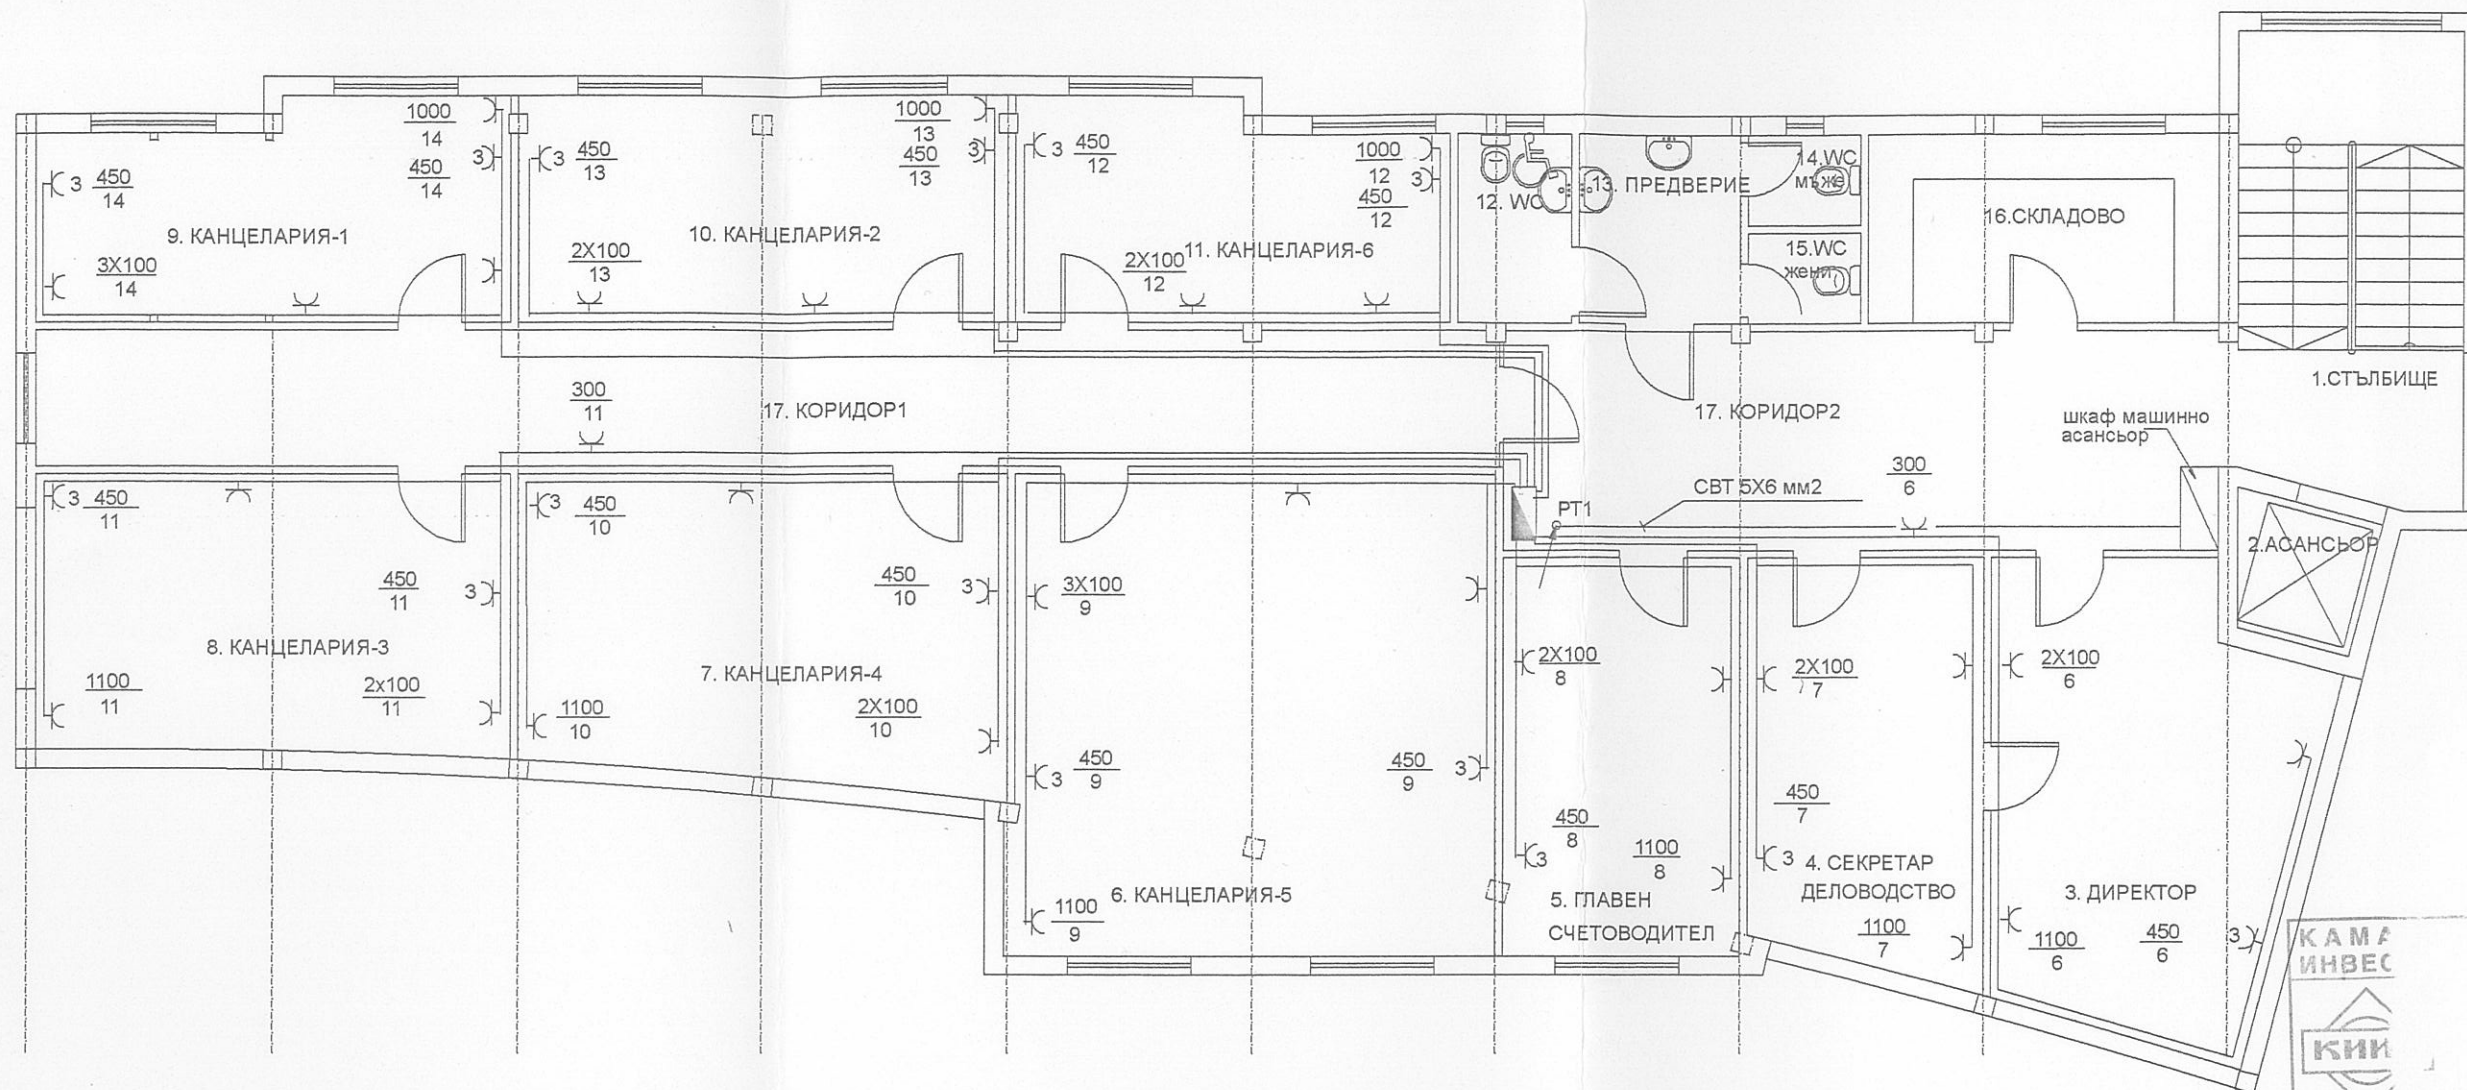 1000
14
450
14
3
3 450
14
9. КАНЦЕЛАРИЯ-1
3X100
14
1000
13
450
13
3
3 450
13
10. КАНЦЕЛАРИЯ-2
2X100
13
3 450
12
1000
12
450
12
3
11. КАНЦЕЛАРИЯ-6
2X100
12
12. WC
13. ПРЕДВЕРИЕ
14.WC
мъже
15.WC
жени
16.СКЛАДОВО
1.СТЪЛБИЩЕ
300
11
17. КОРИДОР1
17. КОРИДОР2
шкаф машинно
асансьор
300
6
СВТ 5X6 мм2
РТ1
2.АСАНСЬОР
3 450
11
450
11
3
8. КАНЦЕЛАРИЯ-3
1100
11
2x100
11
3 450
10
450
10
3
7. КАНЦЕЛАРИЯ-4
1100
10
2X100
10
3X100
9
3 450
9
450
9
3
6. КАНЦЕЛАРИЯ-5
1100
9
2X100
8
450
8
3
1100
8
5. ГЛАВЕН
СЧЕТОВОДИТЕЛ
2X100
7
450
7
3
4. СЕКРЕТАР
ДЕЛОВОДСТВО
1100
7
2X100
6
3. ДИРЕКТОР
1100
6
450
6
3
КАМА
ИНВЕС
КИИ